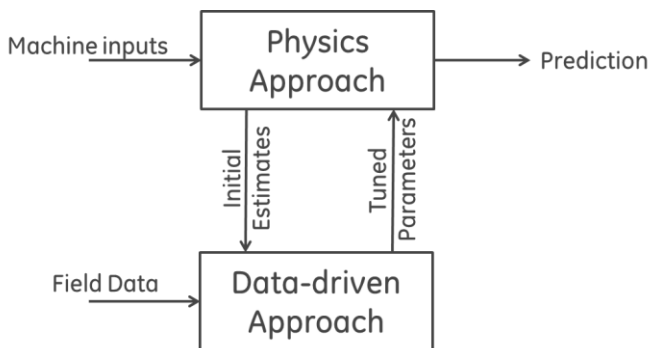 Physics
Approach
Machine inputs
Prediction
Initial
Estimates
Tuned
Parameters
Field Data
Data-driven
Approach